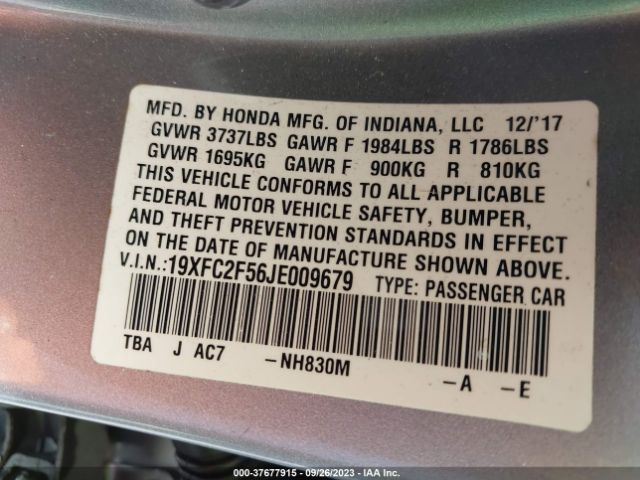 MFD. BY HONDA MFG. OF INDIANA, LLC 12/'17
GVWR 3737LBS GAWR F 1984LBS R 1786LBS
GVWR 1695KG GAWR F 900KG R 810KG
THIS VEHICLE CONFORMS TO ALL APPLICABLE
FEDERAL MOTOR VEHICLE SAFETY, BUMPER,
AND THEFT PREVENTION STANDARDS IN EFFECT
ON THE DATE OF MANUFACTURE SHOWN ABOVE.
V.I.N.:19XFC2F56JE009679 TYPE: PASSENGER CAR
TBA J AC7 -NH830M -A -E
000-37677915 - 09/26/2023 - IAA Inc.